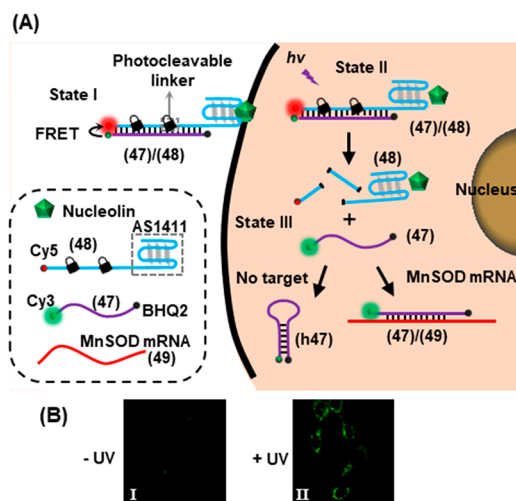 (A)
Photocleavable
linker
State I
FRET
(47)/(48)
hv
State II
(47)/(48)
(48)
Nucleus
+
State III
(47)
No target
MnSOD mRNA
(h47)
(47)/(49)
Nucleolin
AS1411
(48)
Cy5
Cy3
(47)
BHQ2
MnSOD mRNA
(49)
(B)
- UV
I
+ UV
II